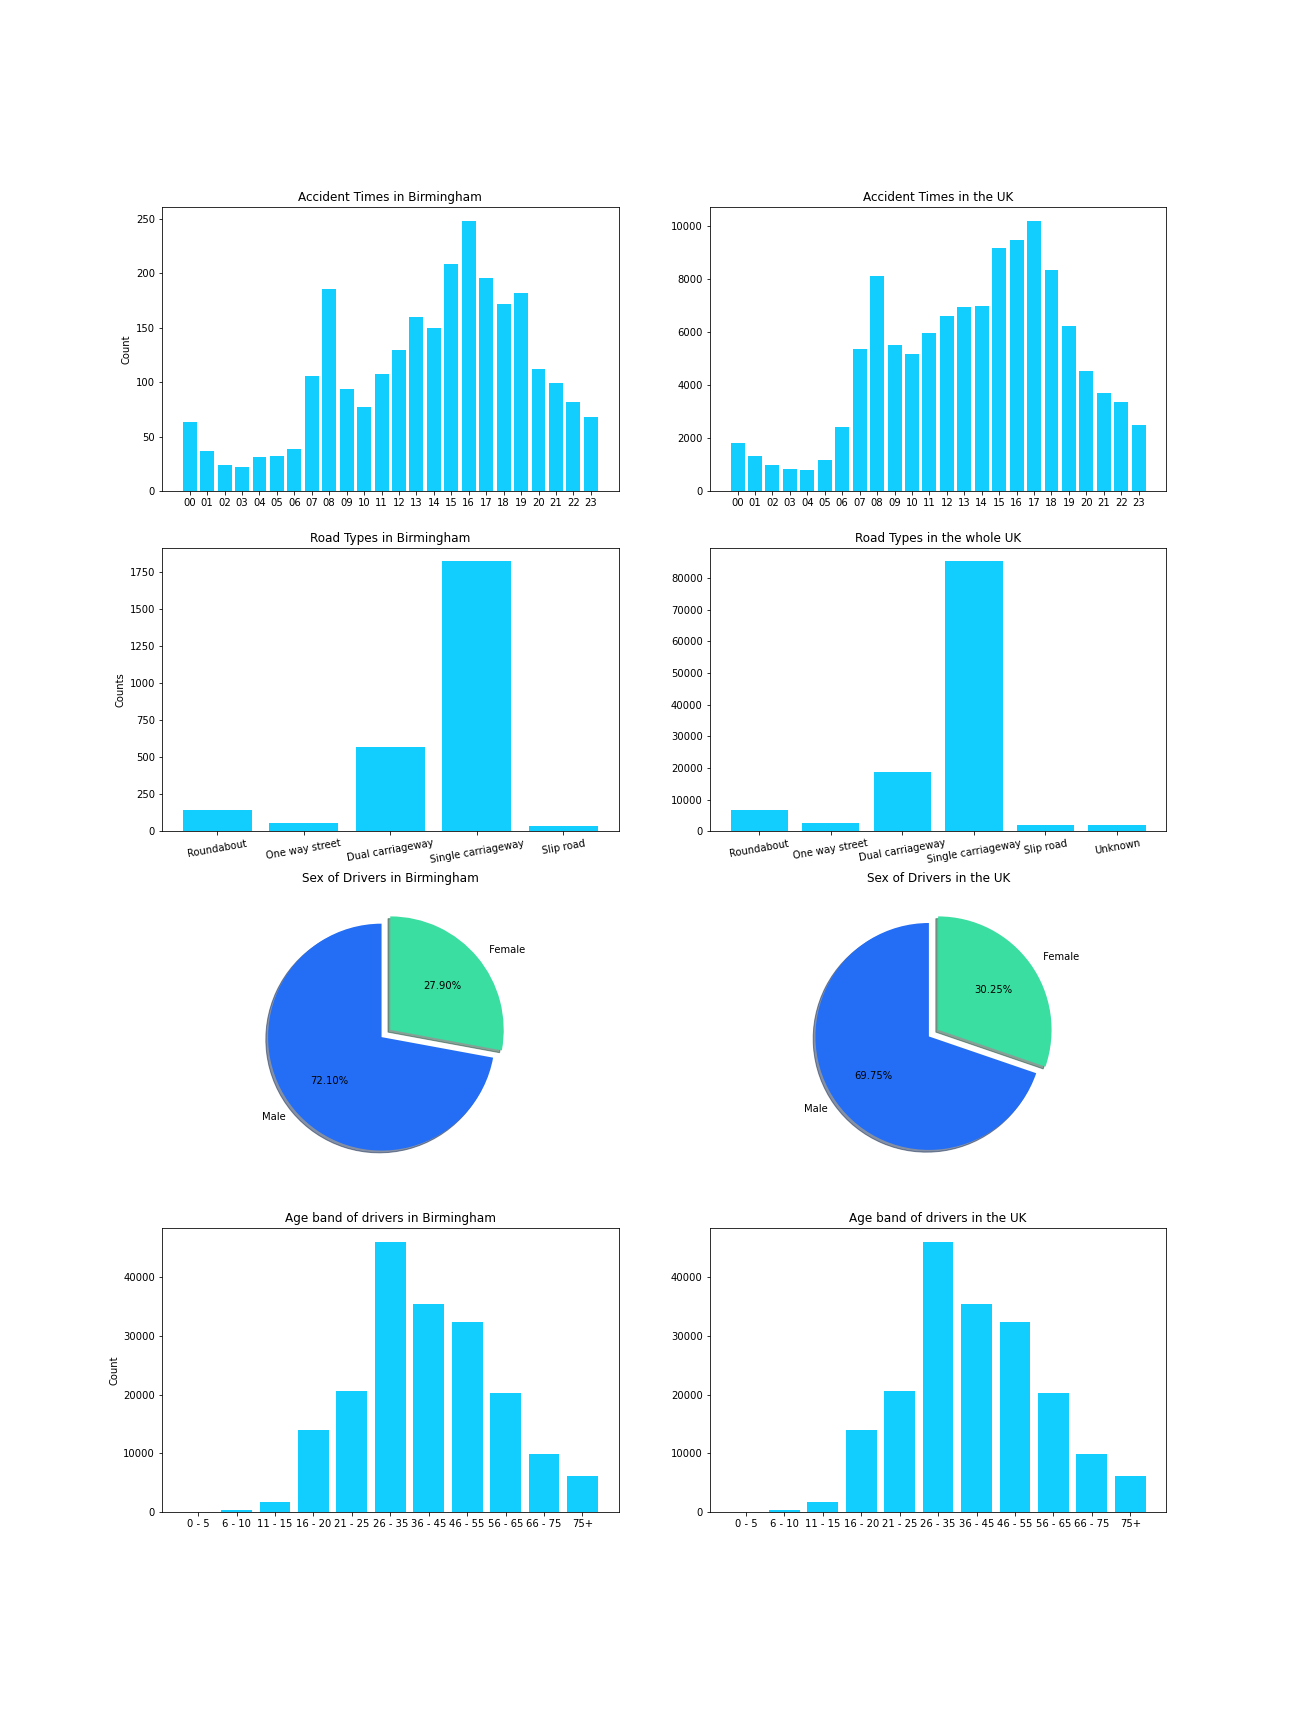 Accident Times in Birmingham
Count
250
200
150
100
50
0
00 01 02 03 04 05 06 07 08 09 10 11 12 13 14 15 16 17 18 19 20 21 22 23
Accident Times in the UK
10000
8000
6000
4000
2000
0
00 01 02 03 04 05 06 07 08 09 10 11 12 13 14 15 16 17 18 19 20 21 22 23
Road Types in Birmingham
Counts
1750
1500
1250
1000
750
500
250
0
Roundabout One way street Dual carriageway Single carriageway Slip road
Road Types in the whole UK
80000
70000
60000
50000
40000
30000
20000
10000
0
Roundabout One way street Dual carriageway Single carriageway Slip road Unknown
Sex of Drivers in Birmingham
Female
27.90%
72.10%
Male
Sex of Drivers in the UK
Female
30.25%
69.75%
Male
Age band of drivers in Birmingham
Count
40000
30000
20000
10000
0
0 - 5 6 - 10 11 - 15 16 - 20 21 - 25 26 - 35 36 - 45 46 - 55 56 - 65 66 - 75 75+
Age band of drivers in the UK
40000
30000
20000
10000
0
0 - 5 6 - 10 11 - 15 16 - 20 21 - 25 26 - 35 36 - 45 46 - 55 56 - 65 66 - 75 75+